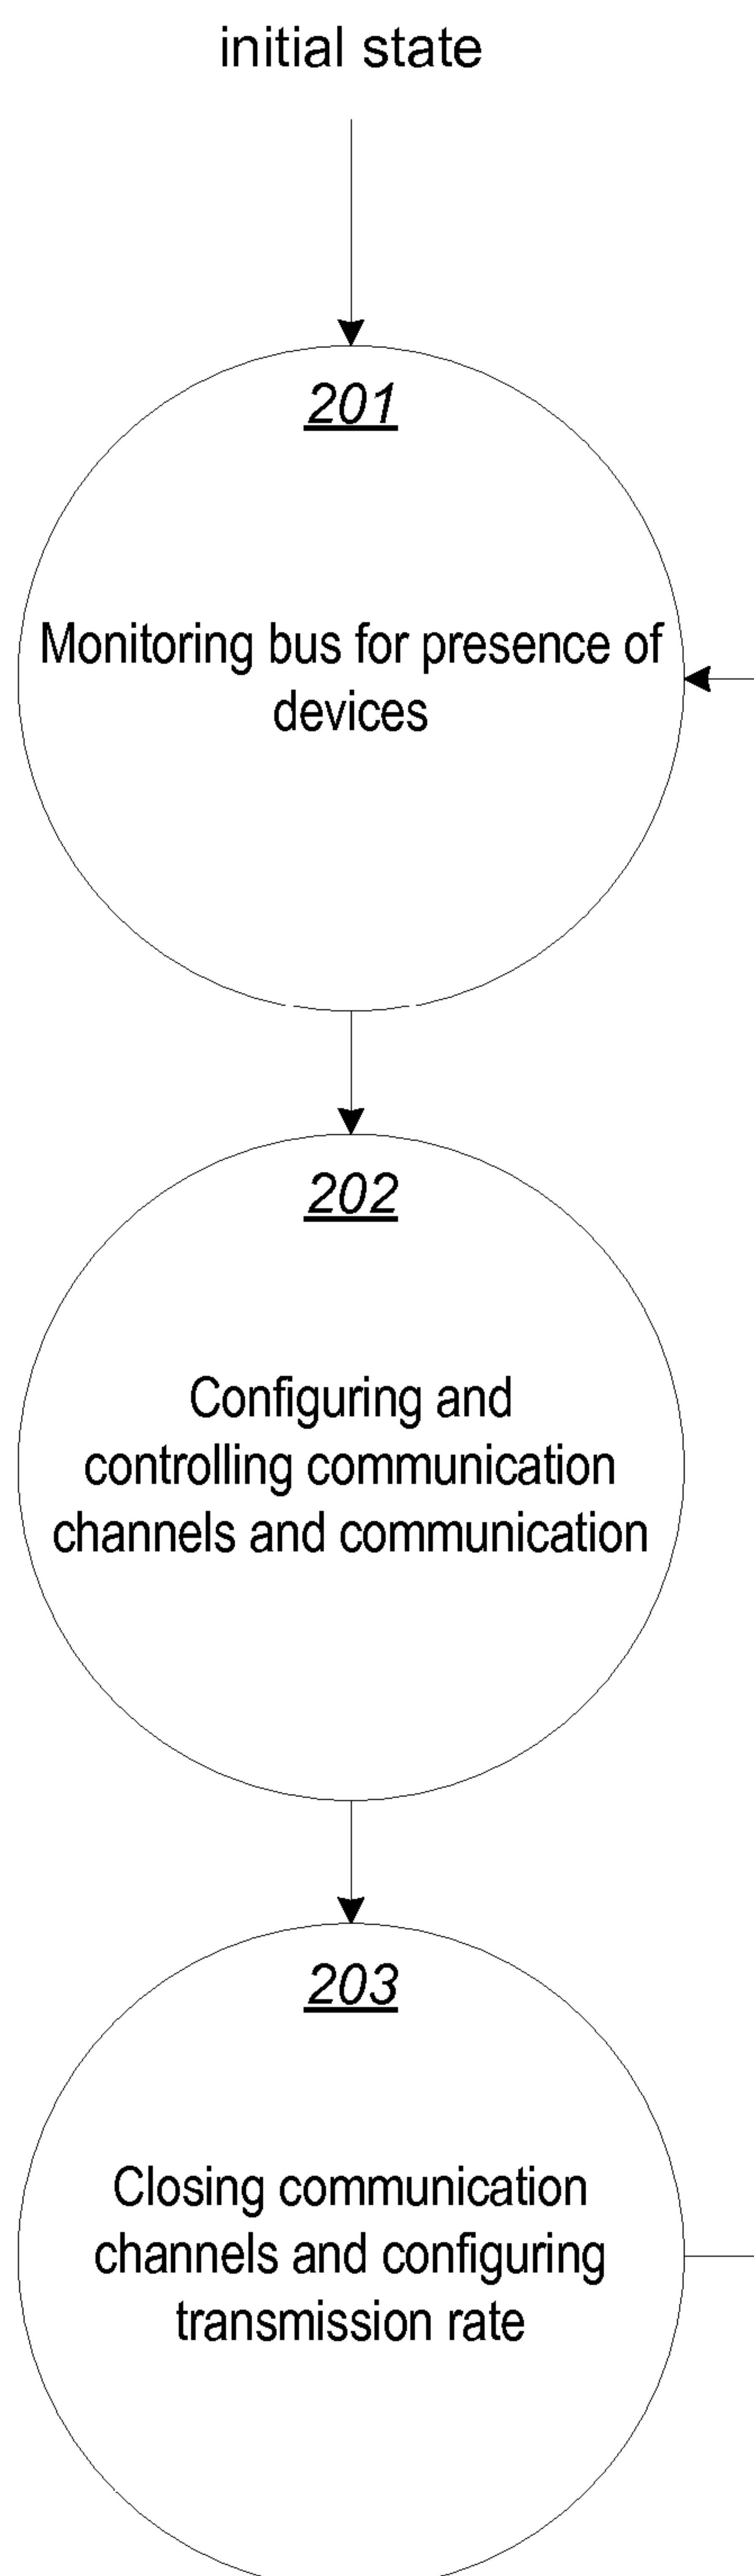 initial state
201
Monitoring bus for presence of
devices
202
Configuring and
controlling communication
channels and communication
203
Closing communication
channels and configuring
transmission rate